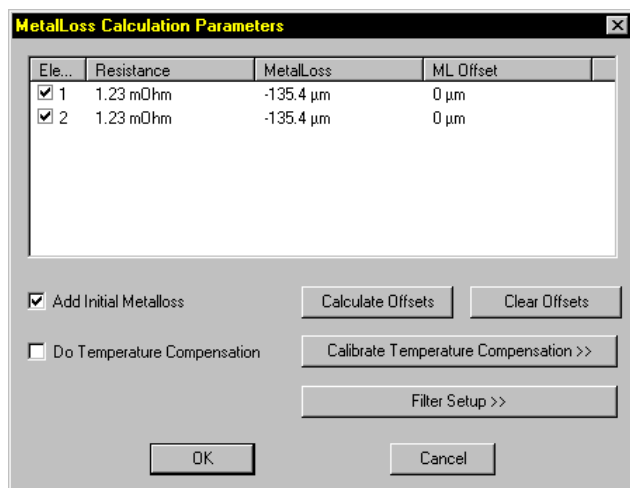 MetalLoss Calculation Parameters
Ele... Resistance MetalLoss ML Offset
1 1.23 mOhm -135.4 µm 0 µm
2 1.23 mOhm -135.4 µm 0 µm
Add Initial Metalloss Calculate Offsets Clear Offsets
Do Temperature Compensation Calibrate Temperature Compensation >>
Filter Setup >>
OK Cancel